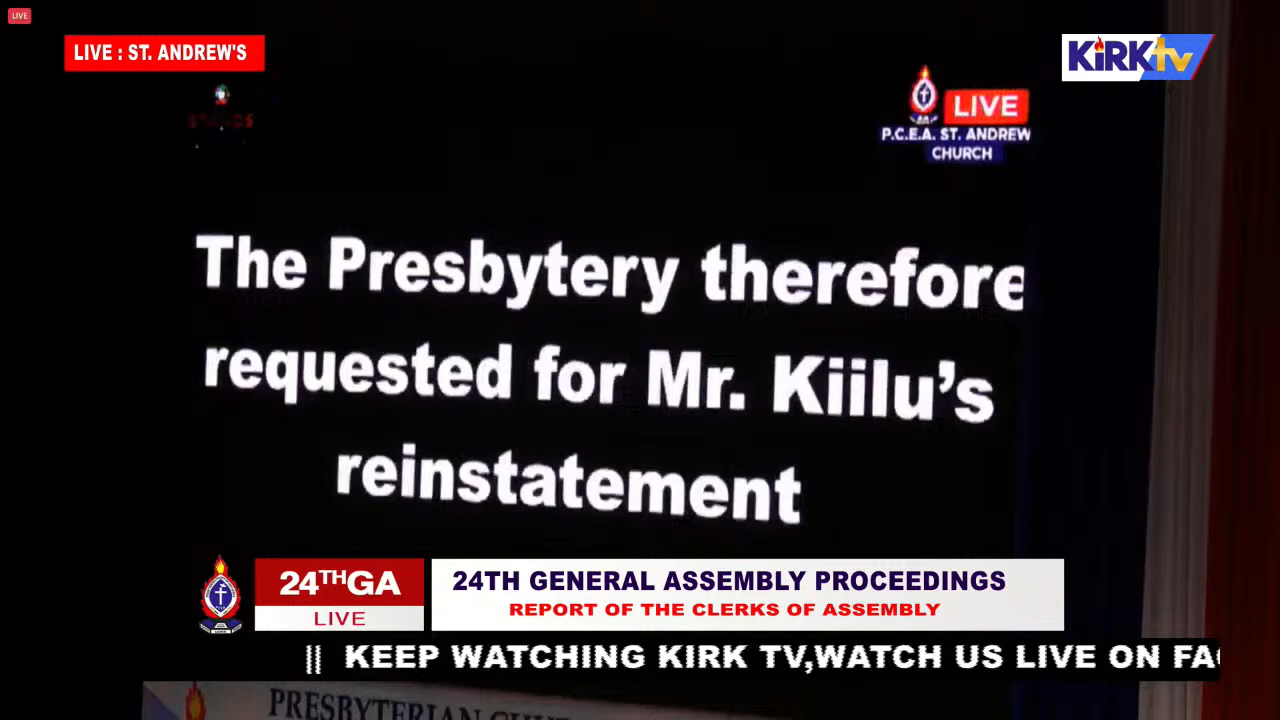 LIVE
LIVE : ST. ANDREW'S
KiRKtv
LIVE
P.C.E.A. ST. ANDREW
CHURCH
The Presbytery therefore
requested for Mr. Kiilu’s
reinstatement
24THGA
LIVE
24TH GENERAL ASSEMBLY PROCEEDINGS
REPORT OF THE CLERKS OF ASSEMBLY
|| KEEP WATCHING KIRK TV,WATCH US LIVE ON
PRESBYTERIAN